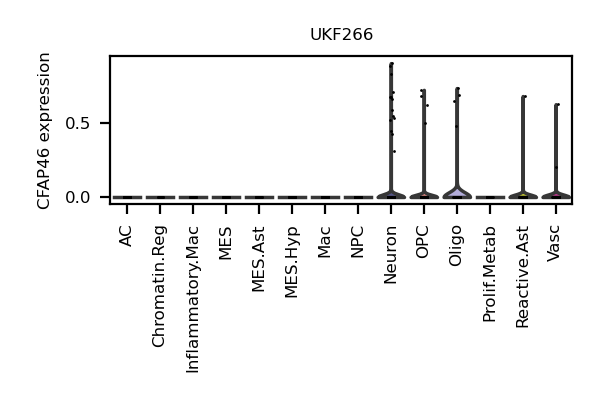 UKF266
CFAP46 expression
0.5
0.0
AC
Chromatin.Reg
Inflammatory.Mac
MES
MES.Ast
MES.Hyp
Mac
NPC
Neuron
OPC
Oligo
Prolif.Metab
Reactive.Ast
Vasc